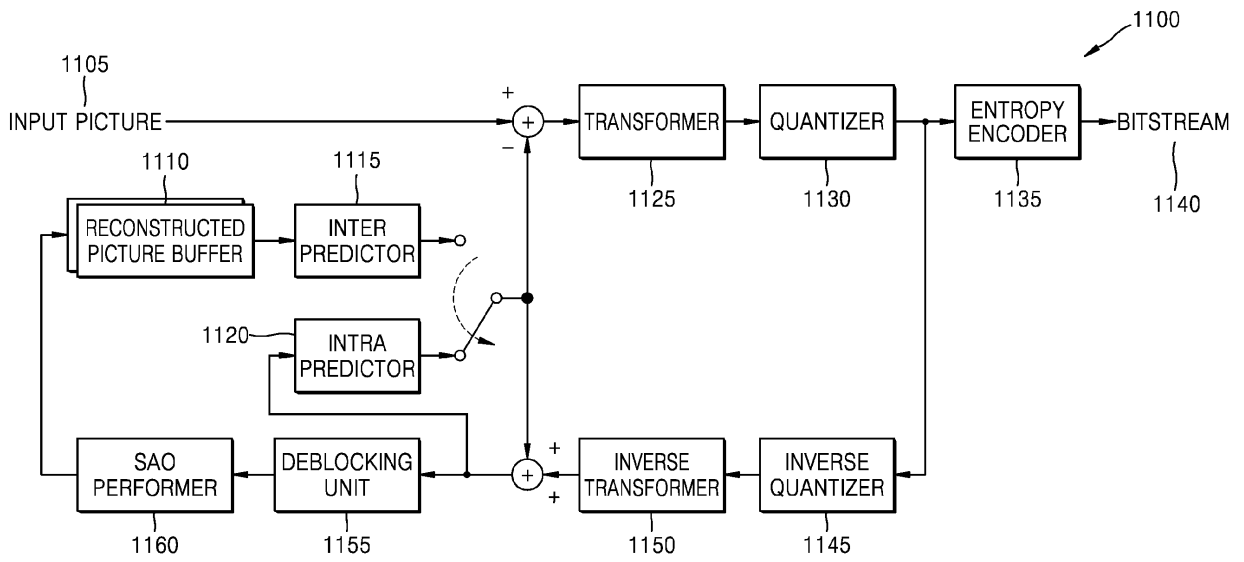 1100
1105
INPUT PICTURE
+
+
−
TRANSFORMER
1125
QUANTIZER
1130
ENTROPY
ENCODER
1135
BITSTREAM
1140
1110
RECONSTRUCTED
PICTURE BUFFER
1115
INTER
PREDICTOR
1120
INTRA
PREDICTOR
SAO
PERFORMER
1160
DEBLOCKING
UNIT
1155
+
+
+
INVERSE
TRANSFORMER
1150
INVERSE
QUANTIZER
1145